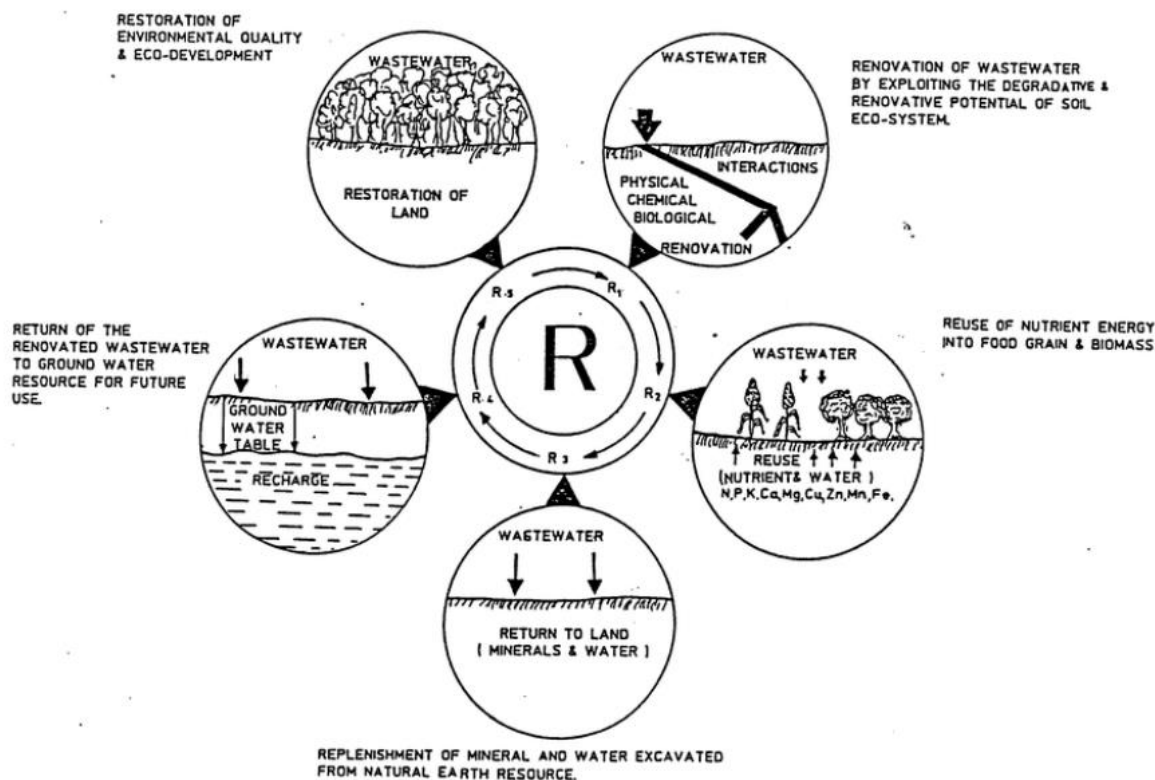 RESTORATION OF
ENVIRONMENTAL QUALITY
& ECO-DEVELOPMENT
WASTEWATER
RESTORATION OF
LAND
WASTEWATER
INTERACTIONS
PHYSICAL
CHEMICAL
BIOLOGICAL
RENOVATION
RENOVATION OF WASTEWATER
BY EXPLOITING THE DEGRADATIVE &
RENOVATIVE POTENTIAL OF SOIL
ECO-SYSTEM.
R
R1
R2
R3
R.4
R.5
RETURN OF THE
RENOVATED WASTEWATER
TO GROUND WATER
RESOURCE FOR FUTURE
USE.
WASTEWATER
GROUND
WATER
TABLE
RECHARGE
REUSE OF NUTRIENT ENERGY
INTO FOOD GRAIN & BIOMASS
WASTEWATER
REUSE
(NUTRIENT & WATER )
N,P,K,Ca,Mg,Cu,Zn,Mn,Fe.
WASTEWATER
RETURN TO LAND
( MINERALS & WATER )
REPLENISHMENT OF MINERAL AND WATER EXCAVATED
FROM NATURAL EARTH RESOURCE.